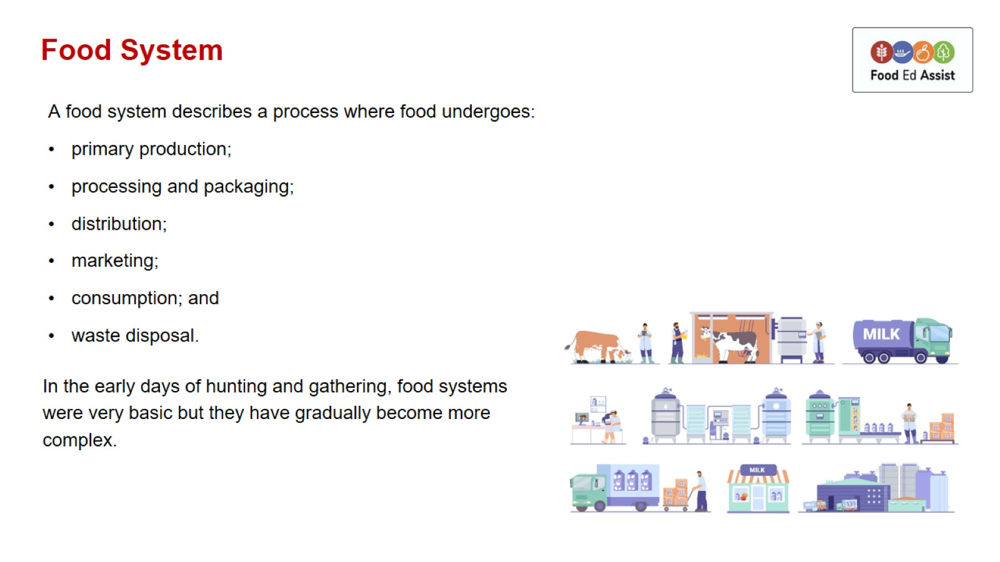 Food System
Food Ed Assist
A food system describes a process where food undergoes:
• primary production;
• processing and packaging;
• distribution;
• marketing;
• consumption; and
• waste disposal.
MILK
In the early days of hunting and gathering, food systems
were very basic but they have gradually become more
complex.
MILK